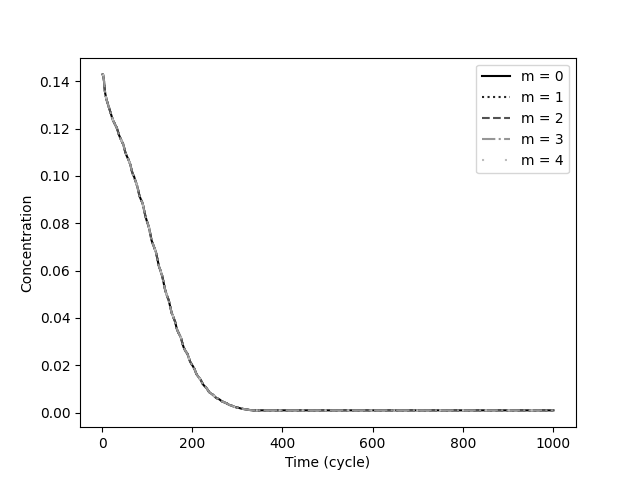 0.14
0.12
0.10
0.08
0.06
0.04
0.02
0.00
Concentration
0 200 400 600 800 1000
Time (cycle)
m = 0
m = 1
m = 2
m = 3
m = 4